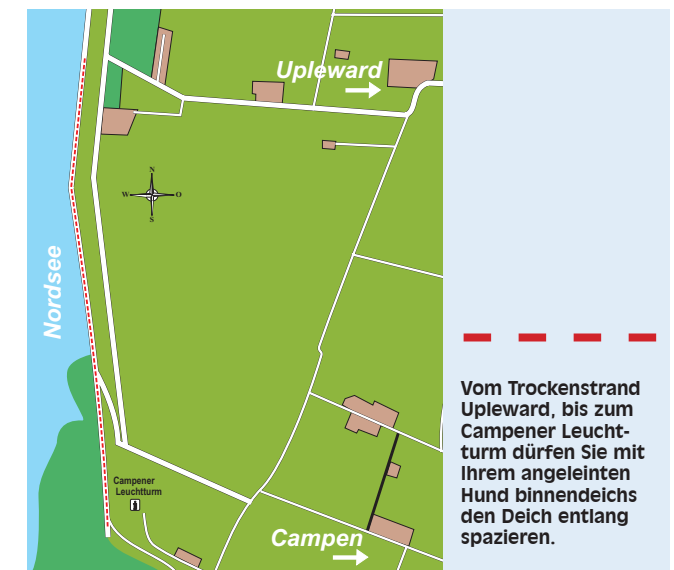 Upleward
N
W
O
S
Nordsee
Campener
Leuchtturm
Campen
Vom Trockenstrand
Upleward, bis zum
Campener Leucht-
turm dürfen Sie mit
Ihrem angeleinten
Hund binnendeichs
den Deich entlang
spazieren.